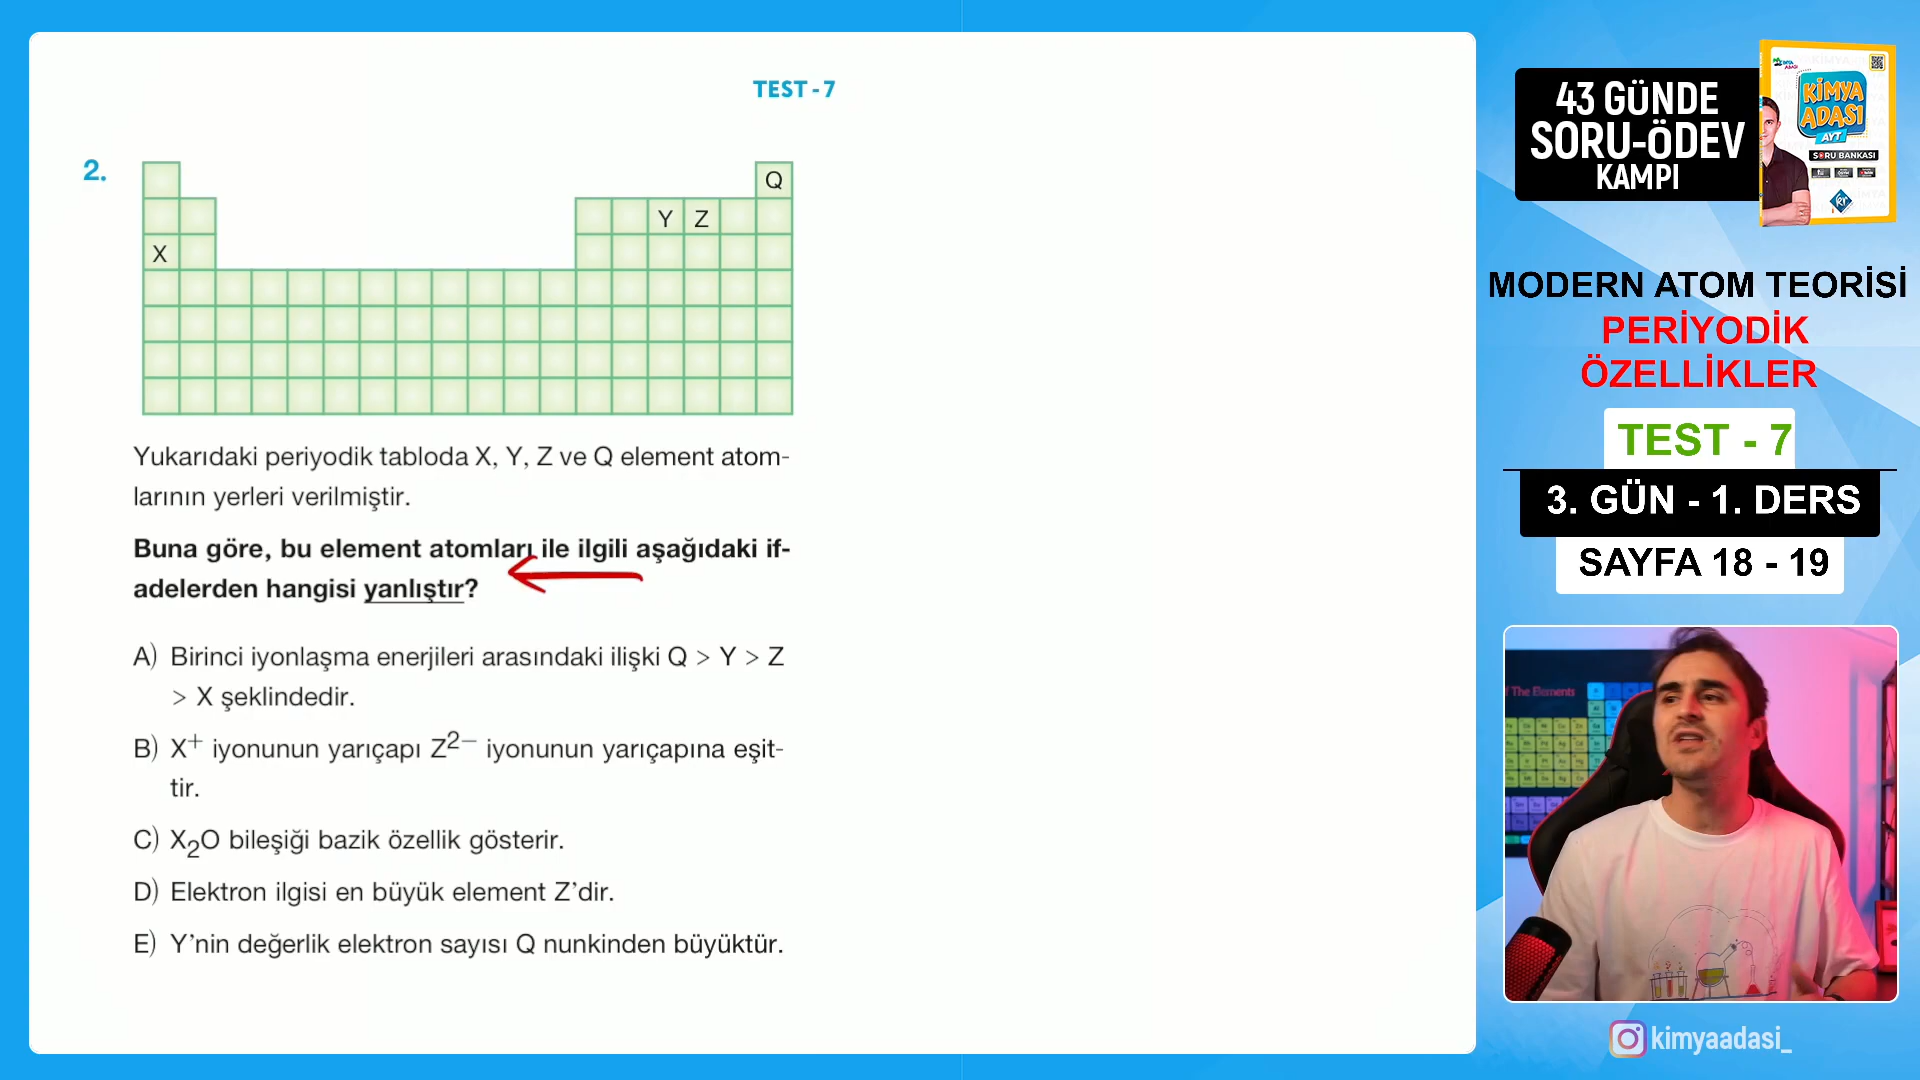 TEST - 7
2.
Q
Y Z
X
Yukarıdaki periyodik tabloda X, Y, Z ve Q element atom-
larının yerleri verilmiştir.
Buna göre, bu element atomları ile ilgili aşağıdaki if-
adelerden hangisi yanlıştır?
A) Birinci iyonlaşma enerjileri arasındaki ilişki Q > Y > Z
> X şeklindedir.
B) X⁺ iyonunun yarıçapı Z²⁻ iyonunun yarıçapına eşit-
tir.
C) X₂O bileşiği bazik özellik gösterir.
D) Elektron ilgisi en büyük element Z’dir.
E) Y’nin değerlik elektron sayısı Q nunkinden büyüktür.
43 GÜNDE
SORU-ÖDEV
KAMPI
KİMYA
ADASI
AYT
SORU BANKASI
kr
MODERN ATOM TEORİSİ
PERİYODİK
ÖZELLİKLER
TEST - 7
3. GÜN - 1. DERS
SAYFA 18 - 19
The Elements
kimyaadasi_